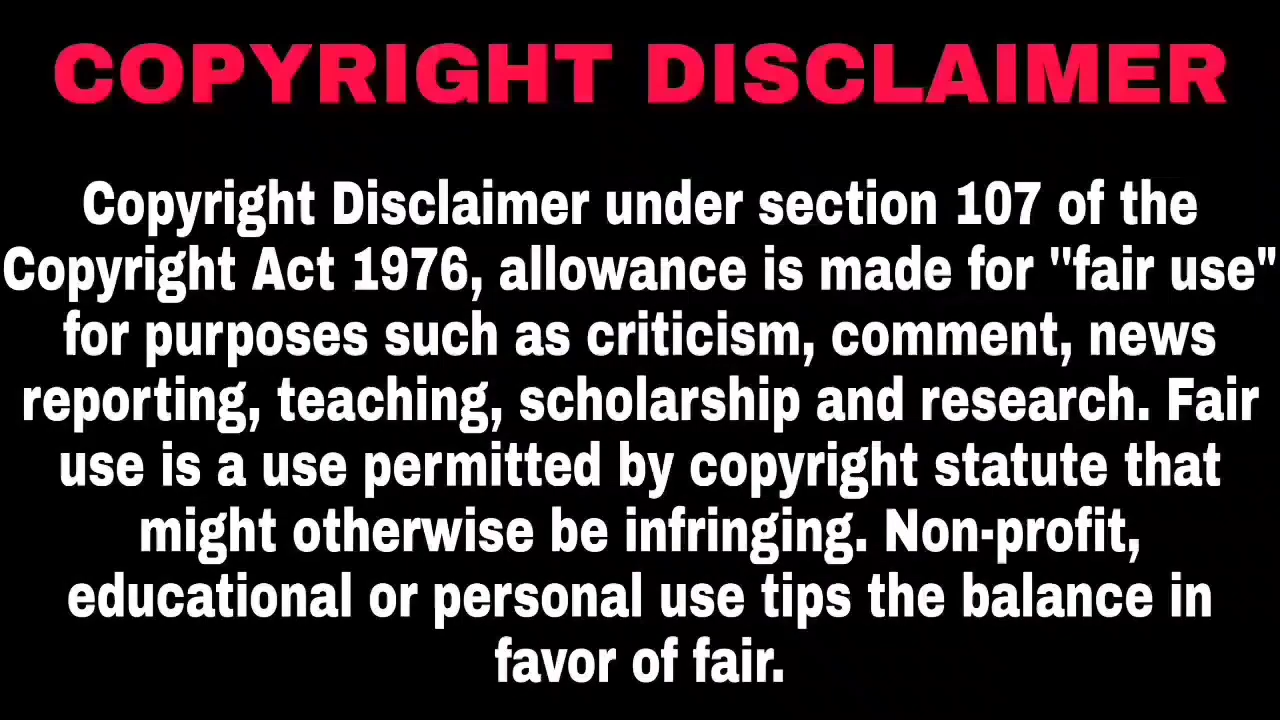 COPYRIGHT DISCLAIMER
Copyright Disclaimer under section 107 of the
Copyright Act 1976, allowance is made for "fair use"
for purposes such as criticism, comment, news
reporting, teaching, scholarship and research. Fair
use is a use permitted by copyright statute that
might otherwise be infringing. Non-profit,
educational or personal use tips the balance in
favor of fair.